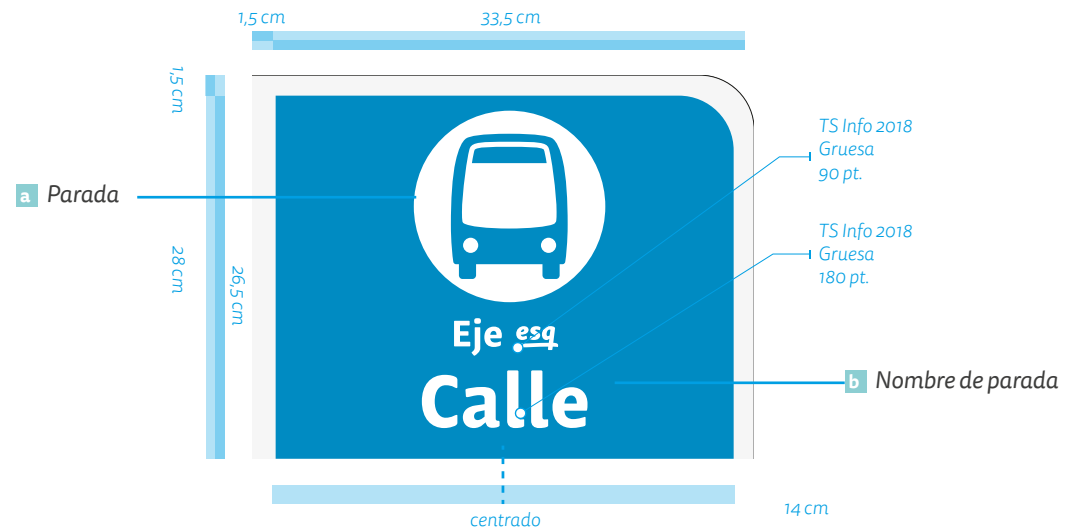 1,5 cm
33,5 cm
1,5 cm
TS Info 2018
Gruesa
90 pt.
a Parada
TS Info 2018
Gruesa
180 pt.
28 cm
26,5 cm
Eje esq
Calle
b Nombre de parada
14 cm
centrado